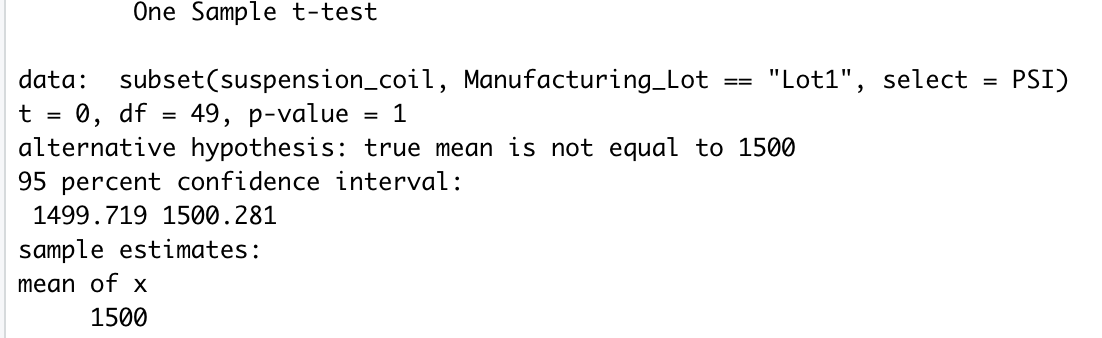 One Sample t-test
data:  subset(suspension_coil, Manufacturing_Lot == "Lot1", select = PSI)
t = 0, df = 49, p-value = 1
alternative hypothesis: true mean is not equal to 1500
95 percent confidence interval:
1499.719 1500.281
sample estimates:
mean of x
1500